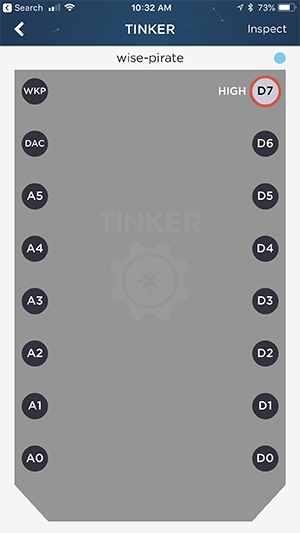 Search 10:32 AM 73%
TINKER Inspect
wise-pirate
WKP HIGH D7
DAC D6
A5 D5
TINKER
A4 D4
A3 D3
A2 D2
A1 D1
A0 D0